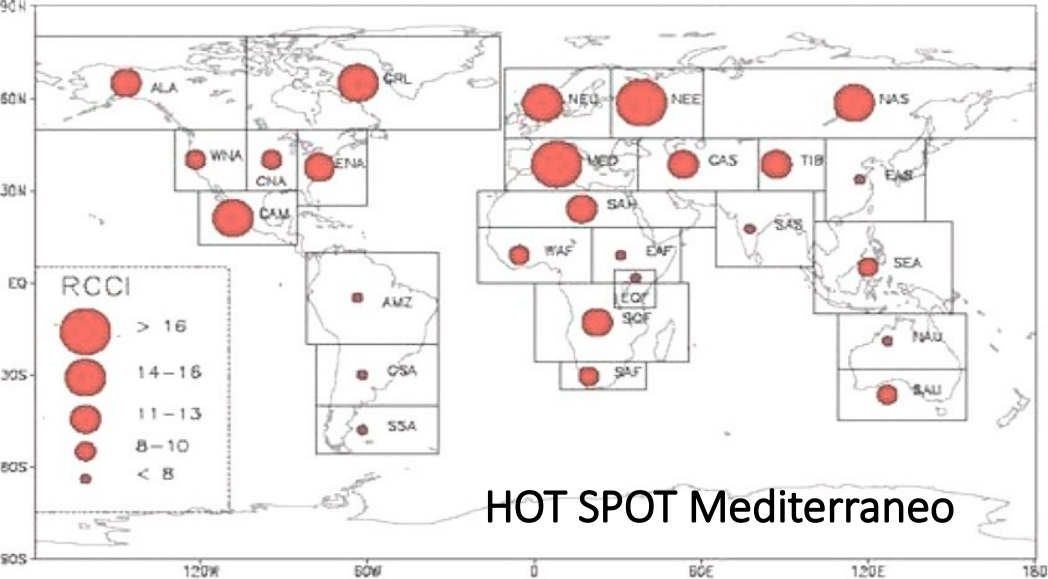 90N
60N
30N
EQ
30S
60S
90S
120W
60W
0
60E
120E
180
ALA
GRL
NEU
NEE
NAS
WNA
CNA
ENA
MED
CAS
TIB
EAS
CAM
SAH
SAS
WAF
EAF
SEA
EQF
AMZ
SQF
NAU
CSA
SAF
SAU
SSA
RCCI
> 16
14-16
11-13
8-10
< 8
HOT SPOT Mediterraneo